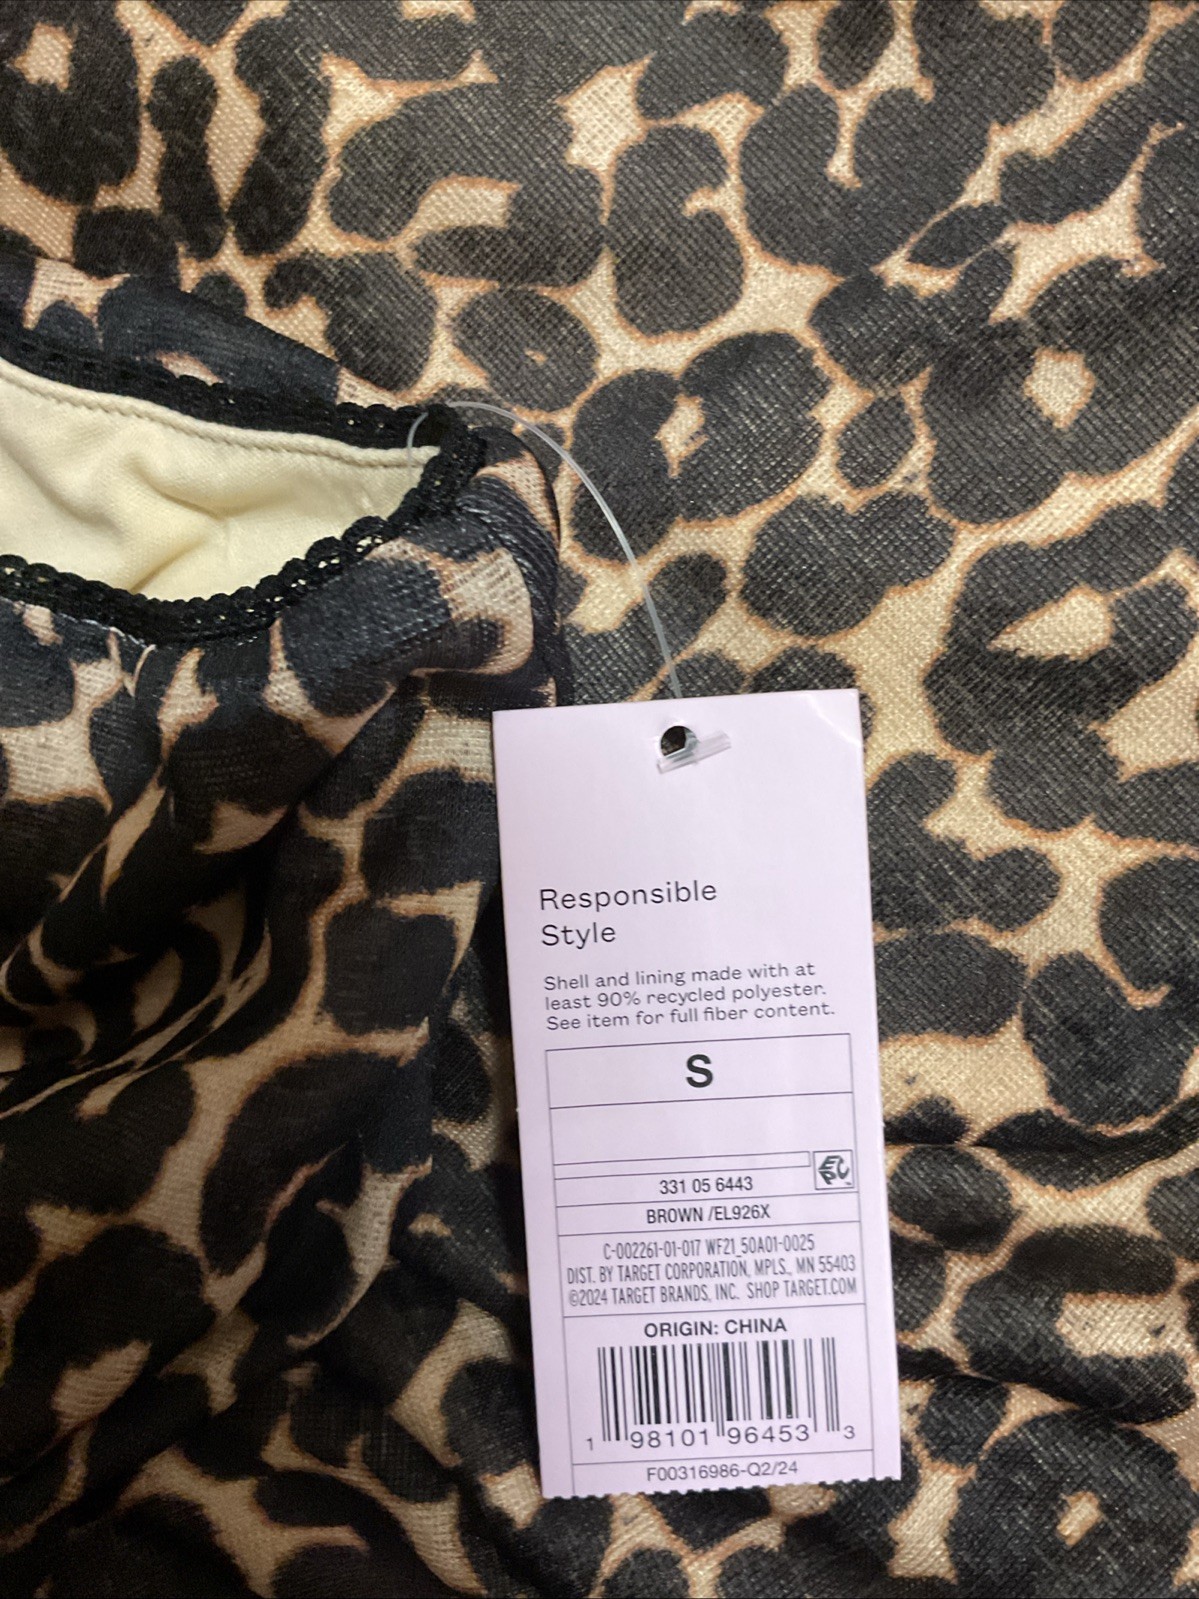 Responsible
Style
Shell and lining made with at
least 90% recycled polyester.
See item for full fiber content.
S
EPC
331 05 6443
BROWN /EL926X
C-002261-01-017 WF21_50A01-0025
DIST. BY TARGET CORPORATION, MPLS., MN 55403
©2024 TARGET BRANDS, INC. SHOP TARGET.COM
ORIGIN: CHINA
1 98101 96453 3
F00316986-Q2/24